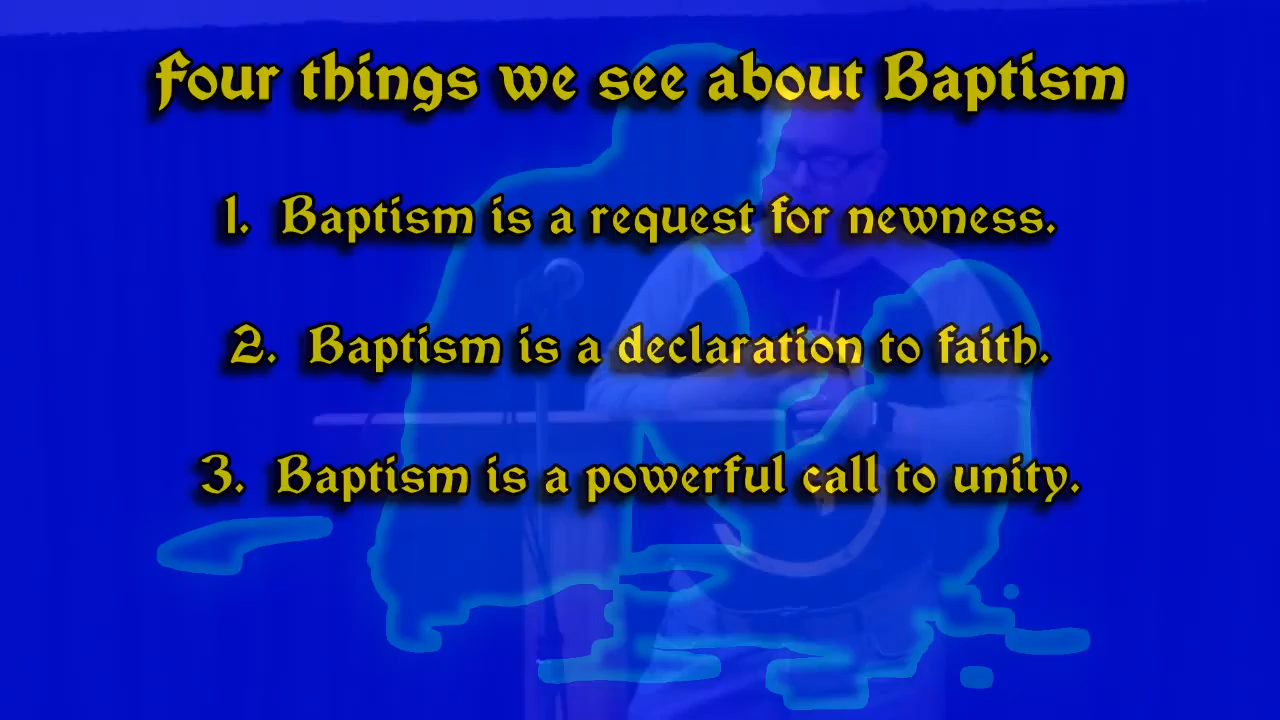 Four things we see about Baptism
1. Baptism is a request for newness.
2. Baptism is a declaration to faith.
3. Baptism is a powerful call to unity.